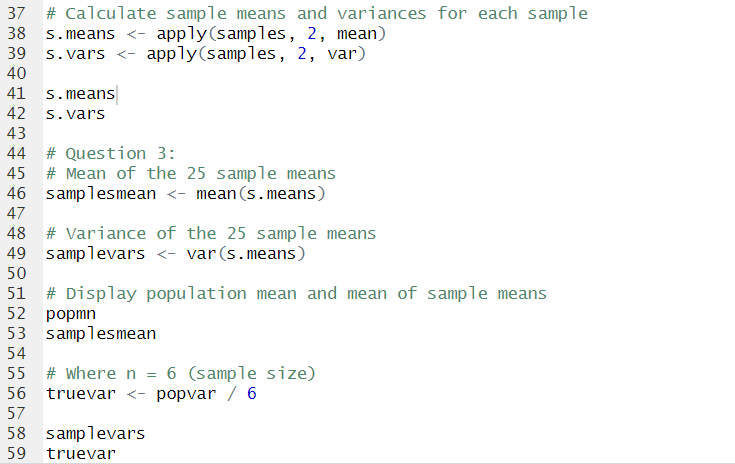 37 # Calculate sample means and variances for each sample
38 s.means <- apply(samples, 2, mean)
39 s.vars <- apply(samples, 2, var)
40
41 s.means
42 s.vars
43
44 # Question 3:
45 # Mean of the 25 sample means
46 samplesmean <- mean(s.means)
47
48 # Variance of the 25 sample means
49 samplevars <- var(s.means)
50
51 # Display population mean and mean of sample means
52 popmn
53 samplesmean
54
55 # Where n = 6 (sample size)
56 truevar <- popvar / 6
57
58 samplevars
59 truevar